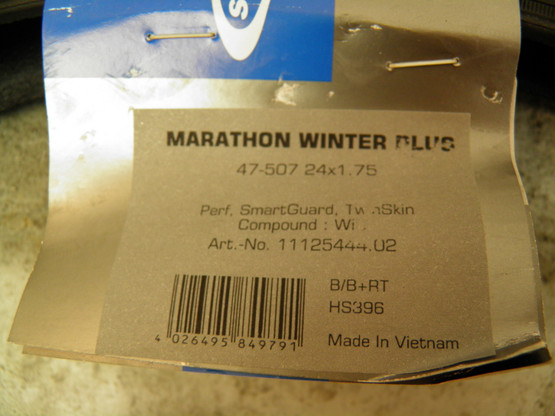 S
MARATHON WINTER PLUS
47-507 24x1.75
Perf, SmartGuard, TwinSkin
Compound : Wi
Art.-No. 11125444.02
B/B+RT
HS396
4 026495 849791
Made In Vietnam